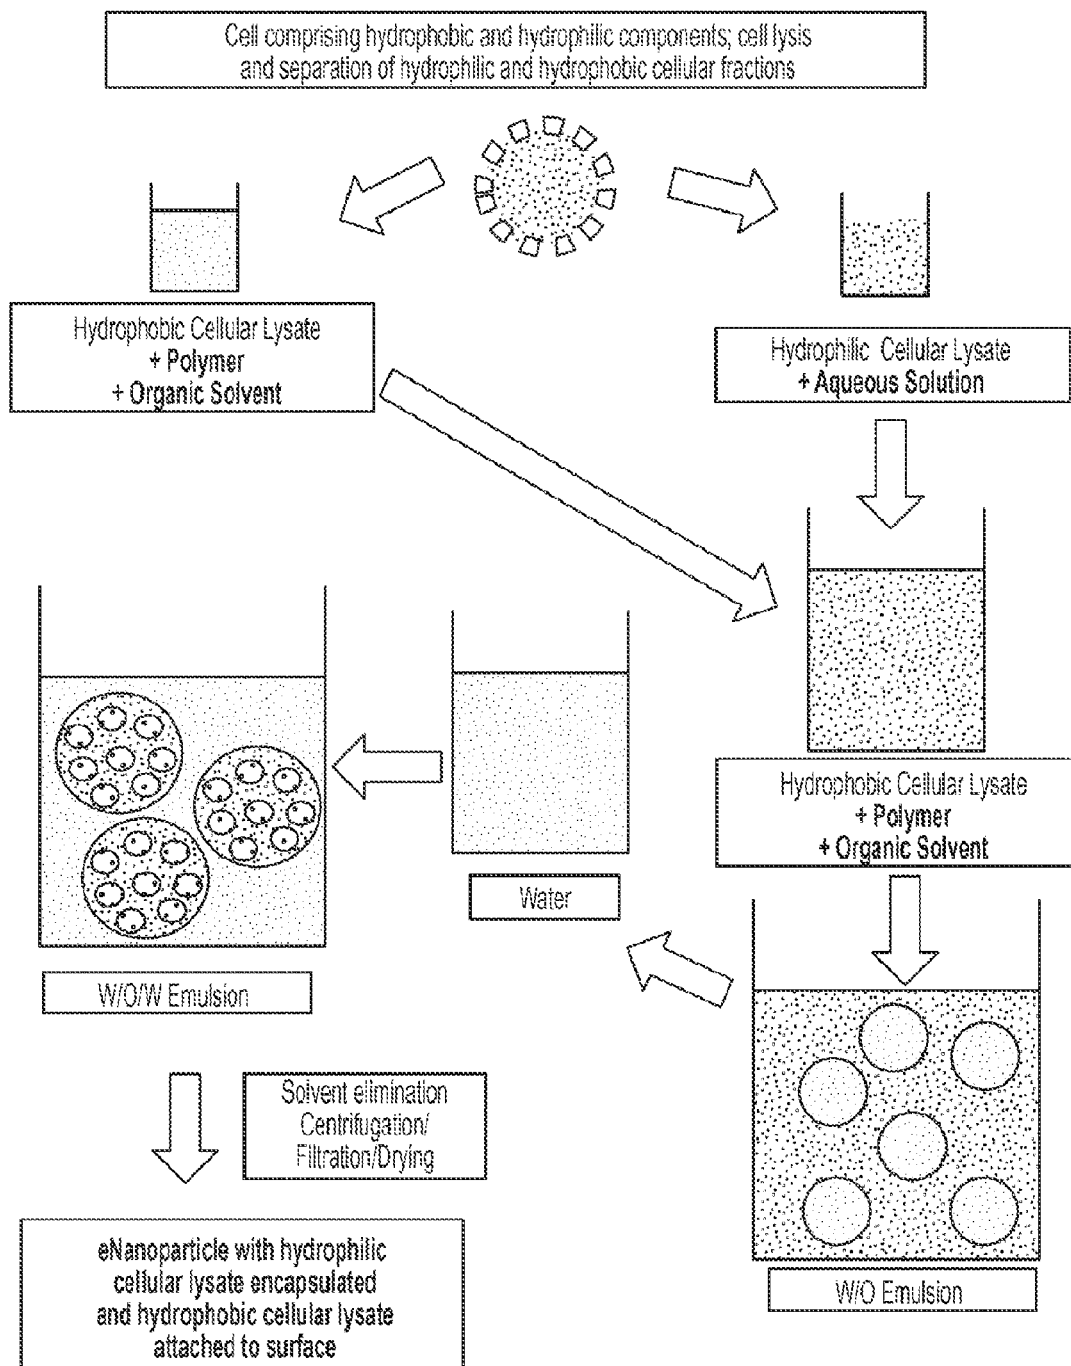 Cell comprising hydrophobic and hydrophilic components; cell lysis
and separation of hydrophilic and hydrophobic cellular fractions
Hydrophobic Cellular Lysate
+ Polymer
+ Organic Solvent
Hydrophilic Cellular Lysate
+ Aqueous Solution
Hydrophobic Cellular Lysate
+ Polymer
+ Organic Solvent
Water
W/O/W Emulsion
Solvent elimination
Centrifugation/
Filtration/Drying
W/O Emulsion
eNanoparticle with hydrophilic
cellular lysate encapsulated
and hydrophobic cellular lysate
attached to surface